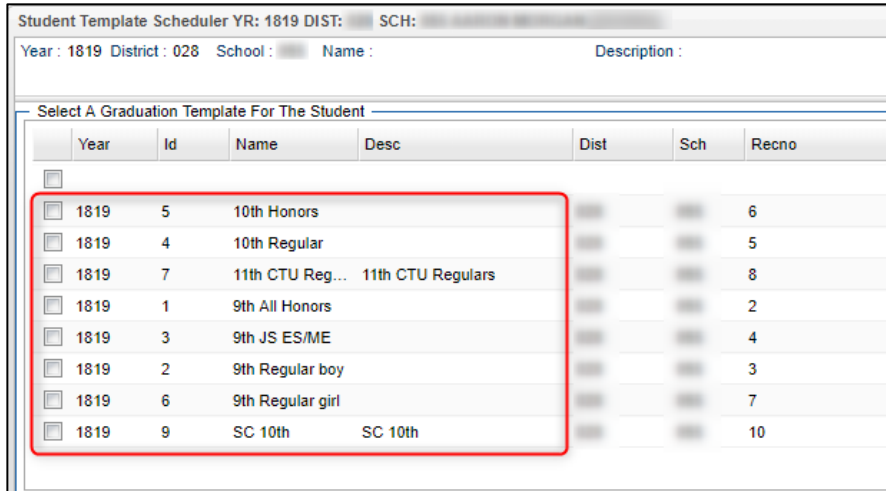 Student Template Scheduler YR: 1819 DIST: SCH:
Year : 1819 District : 028 School : Name : Description :
Select A Graduation Template For The Student
Year Id Name Desc Dist Sch Recno
1819 5 10th Honors 6
1819 4 10th Regular 5
1819 7 11th CTU Reg... 11th CTU Regulars 8
1819 1 9th All Honors 2
1819 3 9th JS ES/ME 4
1819 2 9th Regular boy 3
1819 6 9th Regular girl 7
1819 9 SC 10th SC 10th 10